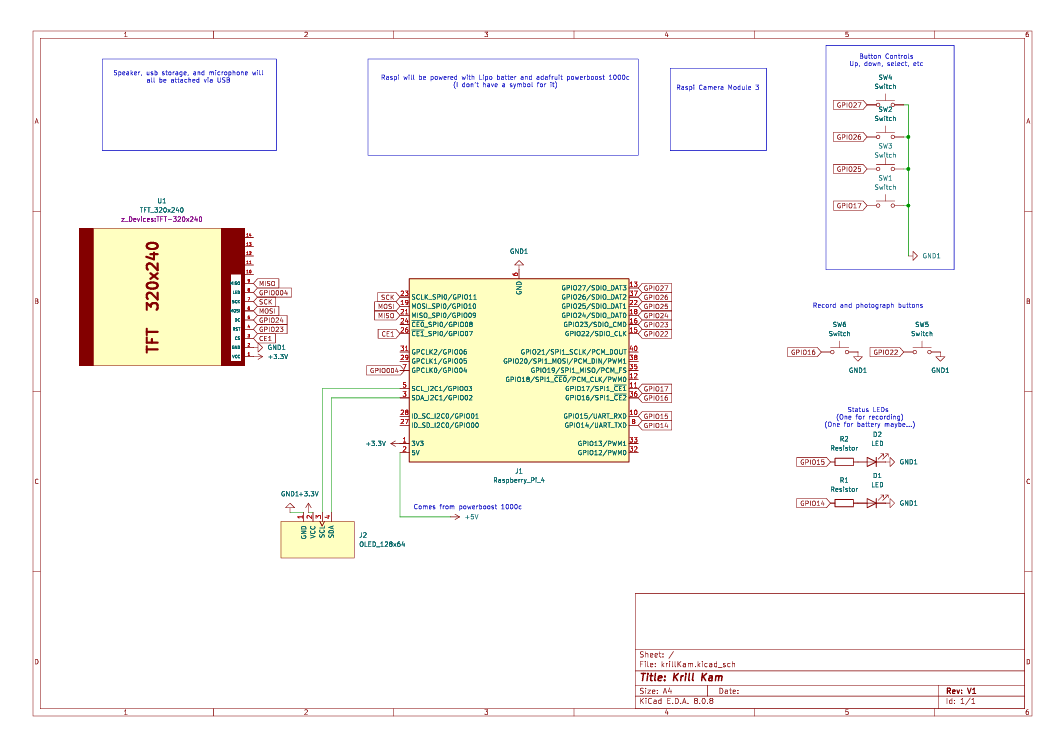 1 2 3 4 5 6
Speaker, usb storage, and microphone will
all be attached via USB
Raspi will be powered with Lipo batter and adafruit powerboost 1000c
(I don't have a symbol for it)
Raspi Camera Module 3
Button Controls
Up, down, select, etc
SW4
Switch
GPIO27
SW2
Switch
GPIO26
SW3
Switch
GPIO25
SW1
Switch
GPIO17
GND1
A
A
B
B
C
C
D
D
U1
TFT_320x240
z_Devices:TFT-320x240
TFT 320x240
14
13
12
11
10
MISO 9 MISO
LED 8 GPIO04
SCK 7 SCK
MOSI 6 MOSI
DC 5 GPIO24
RST 4 GPIO23
CS 3 CE1
GND 2 GND1
VCC 1 +3.3V
GND1
6
GND
SCK 23 SCLK_SPI0/GPIO11
MOSI 19 MOSI_SPI0/GPIO10
MISO 21 MISO_SPI0/GPIO09
24 CE0_SPI0/GPIO08
CE1 26 CE1_SPI0/GPIO07
31 GPCLK2/GPIO06
29 GPCLK1/GPIO05
GPIO04 7 GPCLK0/GPIO04
5 SCL_I2C1/GPIO03
3 SDA_I2C1/GPIO02
28 ID_SC_I2C0/GPIO01
27 ID_SD_I2C0/GPIO00
+3.3V 1 3V3
2 5V
GPIO27/SDIO_DAT3 13 GPIO27
GPIO26/SDIO_DAT2 37 GPIO26
GPIO25/SDIO_DAT1 22 GPIO25
GPIO24/SDIO_DAT0 18 GPIO24
GPIO23/SDIO_CMD 16 GPIO23
GPIO22/SDIO_CLK 15 GPIO22
GPIO21/SPI1_SCLK/PCM_DOUT 40
GPIO20/SPI1_MOSI/PCM_DIN/PWM1 38
GPIO19/SPI1_MISO/PCM_FS 35
GPIO18/SPI1_CE0/PCM_CLK/PWM0 12
GPIO17/SPI1_CE1 11 GPIO17
GPIO16/SPI1_CE2 36 GPIO16
GPIO15/UART_RXD 10 GPIO15
GPIO14/UART_TXD 8 GPIO14
GPIO13/PWM1 33
GPIO12/PWM0 32
J1
Raspberry_Pi_4
Record and photograph buttons
SW6
Switch
GPIO16
GND1
SW5
Switch
GPIO22
GND1
Status LEDs
(One for recording)
(One for battery maybe...)
R2
Resistor
D2
LED
GPIO15
GND1
R1
Resistor
D1
LED
GPIO14
GND1
Comes from powerboost 1000c
+5V
GND1 +3.3V
1 2 3 4
GND VCC SCL SDA
J2
OLED_128x64
Sheet: /
File: krillKam.kicad_sch
Title: Krill Kam
Size: A4 Date: Rev: V1
KiCad E.D.A. 8.0.8 Id: 1/1
1 2 3 4 5 6